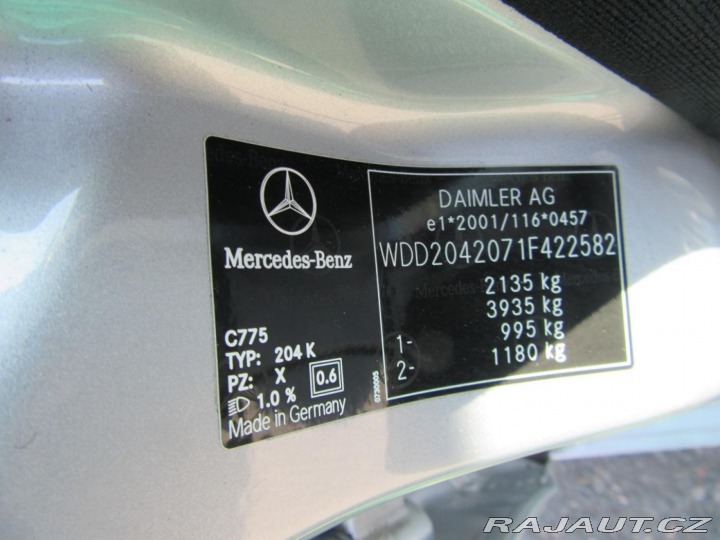 Mercedes-Benz
DAIMLER AG
e1*2001/116*0457
WDD2042071F422582
2135 kg
3935 kg
1- 995 kg
2- 1180 kg
C775
TYP: 204 K
PZ: X
0.6
1.0 %
Made in Germany
0730005
RAJAUT.CZ